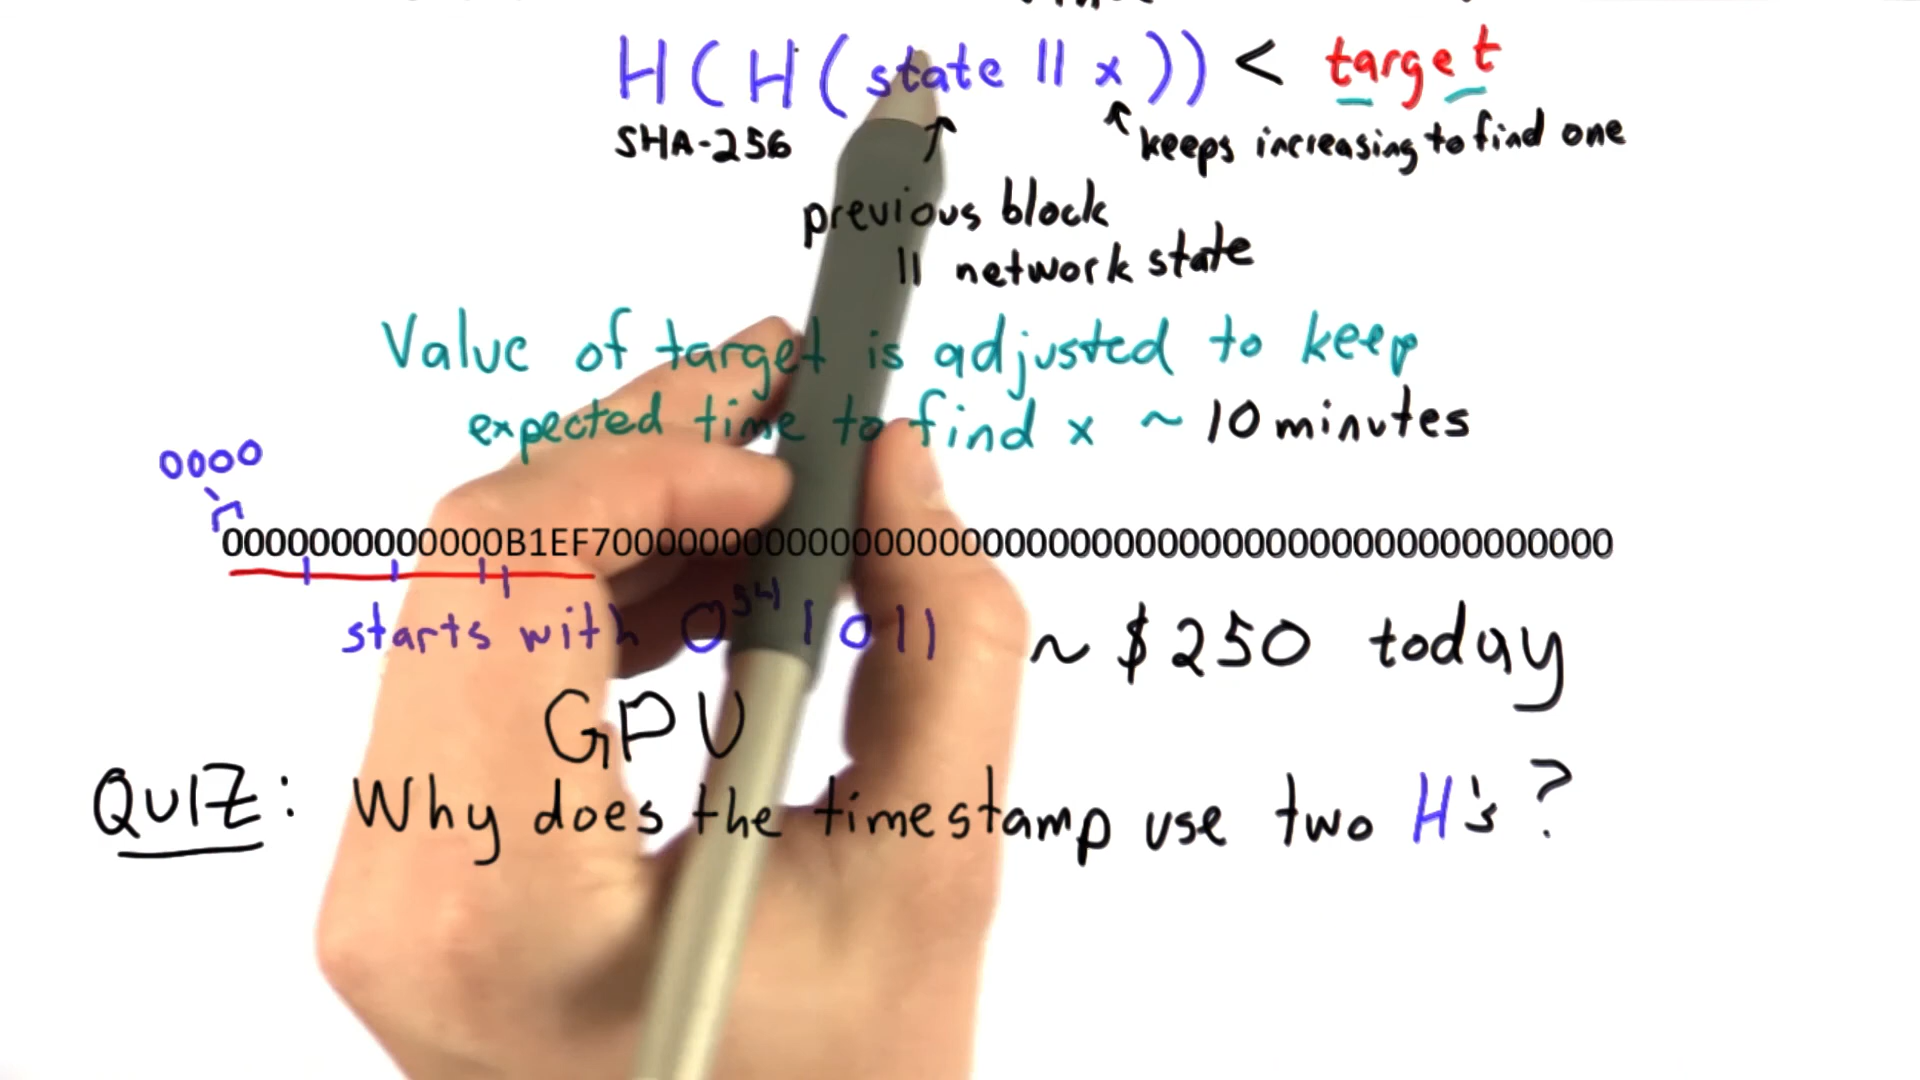 H(H(state || x)) < target
SHA-256
keeps increasing to find one
previous block
|| network state
Value of target is adjusted to keep
expected time to find x ~ 10 minutes
0000
starts with 0^54 1011
~ $250 today
GPU
QUIZ: Why does the timestamp use two H's?